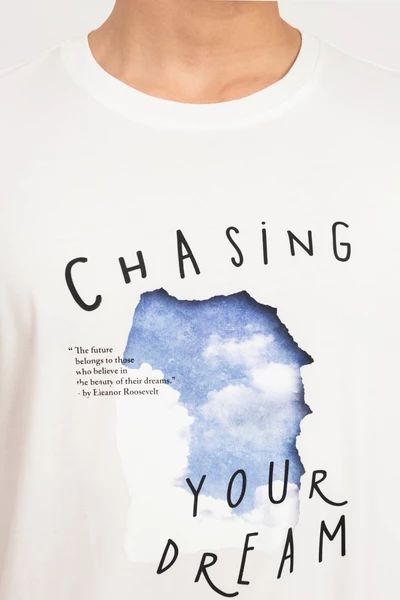 CHASiNG
“ The future
belongs to those
who believe in
the beauty of their dreams.”
- by Eleanor Roosevelt
YOUR
DREAM